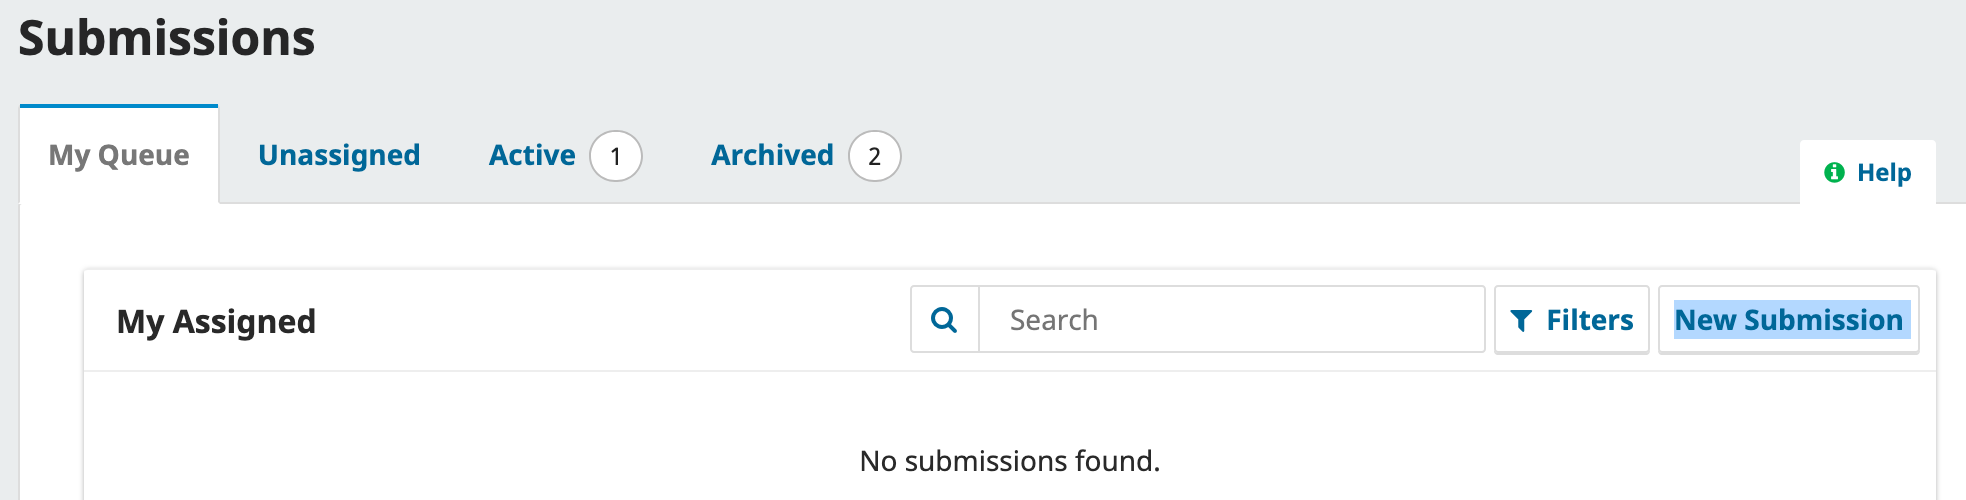 Submissions
My Queue Unassigned Active 1 Archived 2
Help
My Assigned Search Filters New Submission
No submissions found.